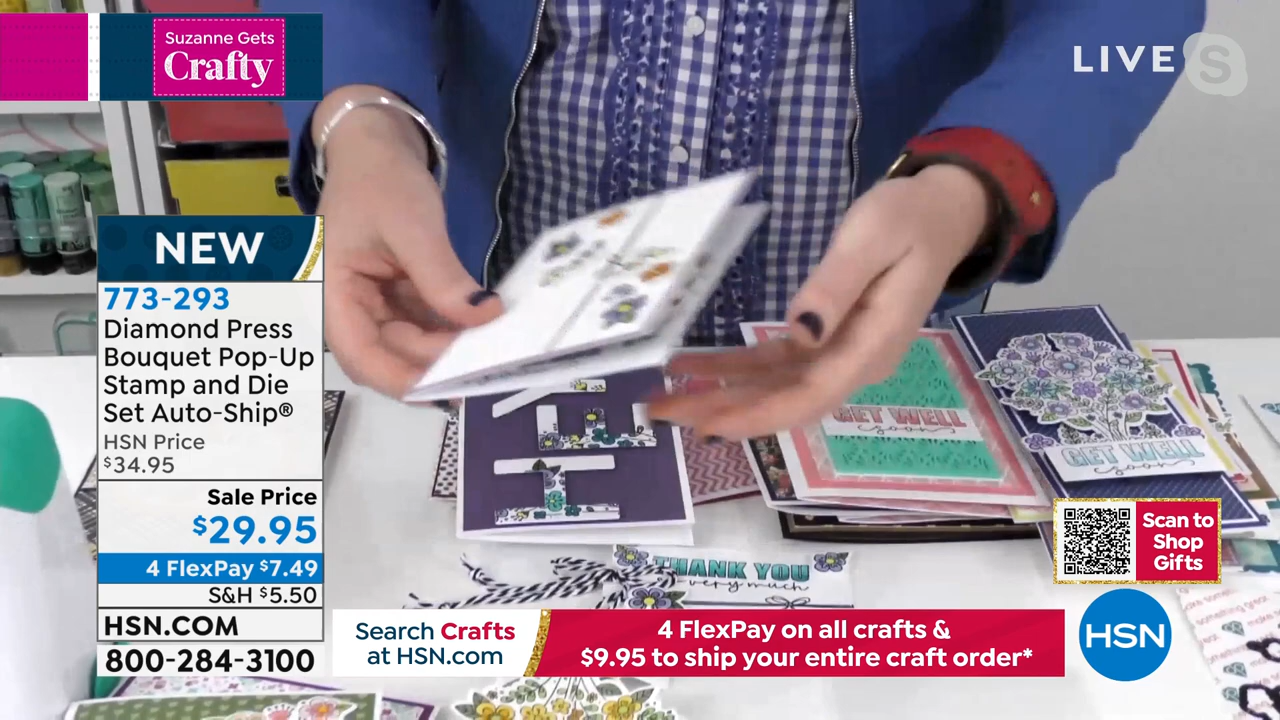 Suzanne Gets
Crafty
LIVE S
NEW
773-293
Diamond Press
Bouquet Pop-Up
Stamp and Die
Set Auto-Ship®
HSN Price
$34.95
Sale Price
$29.95
4 FlexPay $7.49
S&H $5.50
HSN.COM
800-284-3100
GET WELL
GET WELL
soon
THANK YOU
very much
Scan to
Shop
Gifts
Search Crafts
at HSN.com
4 FlexPay on all crafts &
$9.95 to ship your entire craft order*
HSN